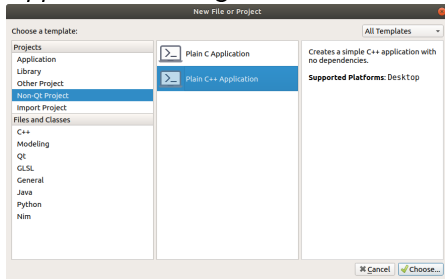 New File or Project
Choose a template:
All Templates
Projects
Application
Library
Other Project
Non-Qt Project
Import Project
Files and Classes
C++
Modeling
Qt
GLSL
General
Java
Python
Nim
Plain C Application
Plain C++ Application
Creates a simple C++ application with
no dependencies.
Supported Platforms: Desktop
Cancel
Choose...